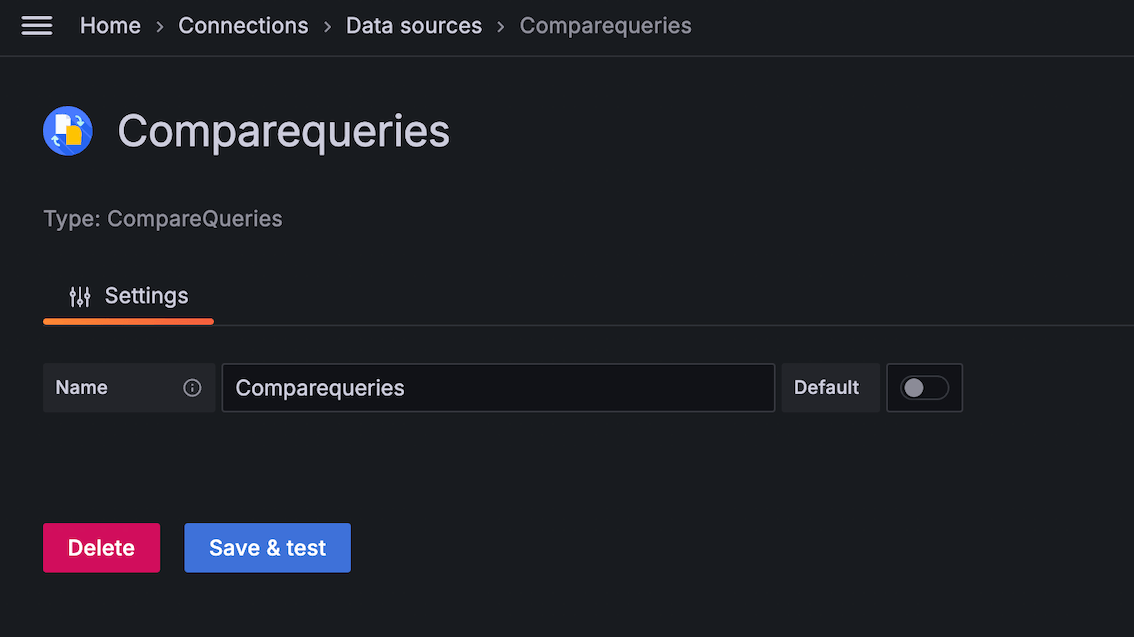 Home › Connections › Data sources › Comparequeries
Comparequeries
Type: CompareQueries
Settings
Name Comparequeries Default
Delete Save & test